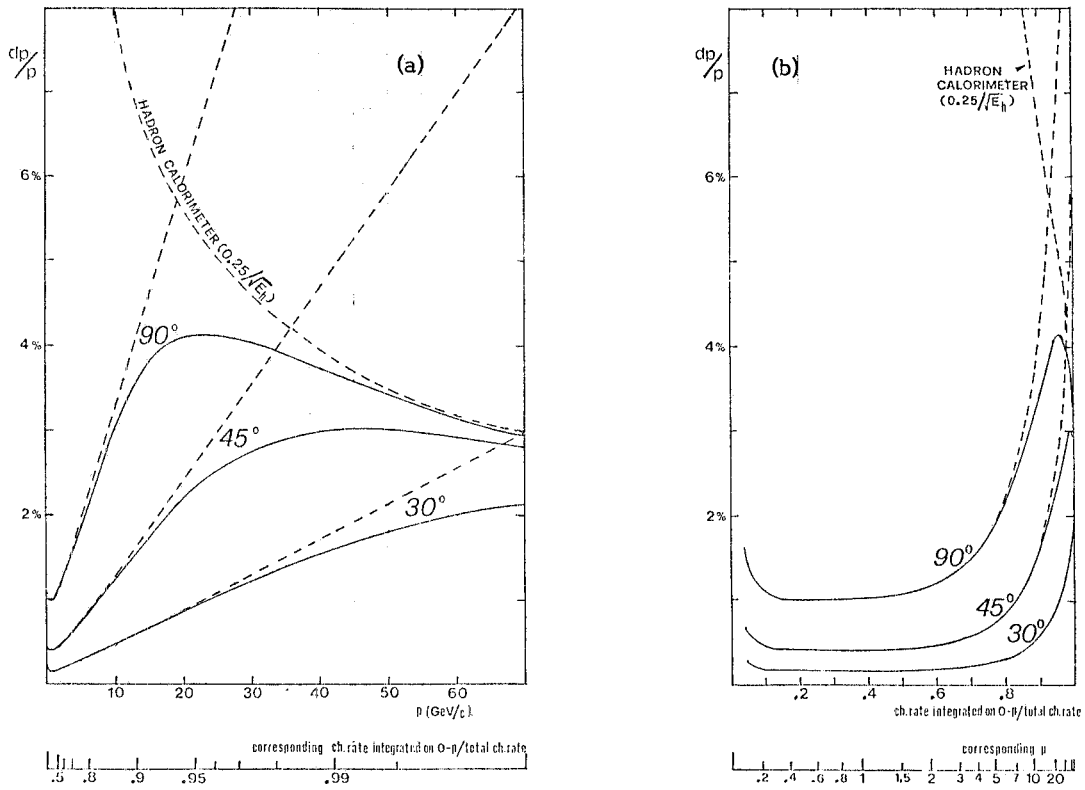 dp/p
(a)
HADRON CALORIMETER (0.25/√Eh)
6%
4%
2%
90°
45°
30°
10 20 30 40 50 60
p (GeV/c).
corresponding ch.rate integrated on 0-p/total ch.rate
.5 .8 .9 .95 .99
dp/p
(b)
HADRON
CALORIMETER
(0.25/√Eh)
6%
4%
2%
90°
45°
30°
.2 .4 .6 .8
ch.rate integrated on 0-p/total ch.rate
corresponding p
.2 .4 .6 .8 1 1,5 2 3 4 5 7 10 20